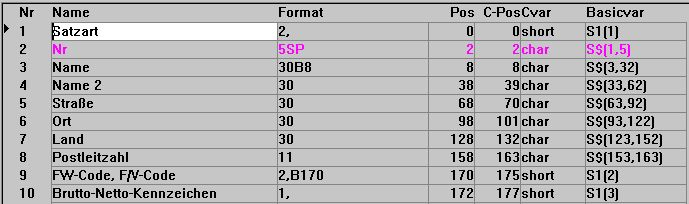 Nr Name Format Pos C-Pos Cvar Basicvar
1 Satzart 2, 0 0 short S1(1)
2 Nr 5SP 2 2 char S$(1,5)
3 Name 30B8 8 8 char S$(3,32)
4 Name 2 30 38 39 char S$(33,62)
5 Straße 30 68 70 char S$(63,92)
6 Ort 30 98 101 char S$(93,122)
7 Land 30 128 132 char S$(123,152)
8 Postleitzahl 11 158 163 char S$(153,163)
9 FW-Code, F/V-Code 2,B170 170 175 short S1(2)
10 Brutto-Netto-Kennzeichen 1, 172 177 short S1(3)